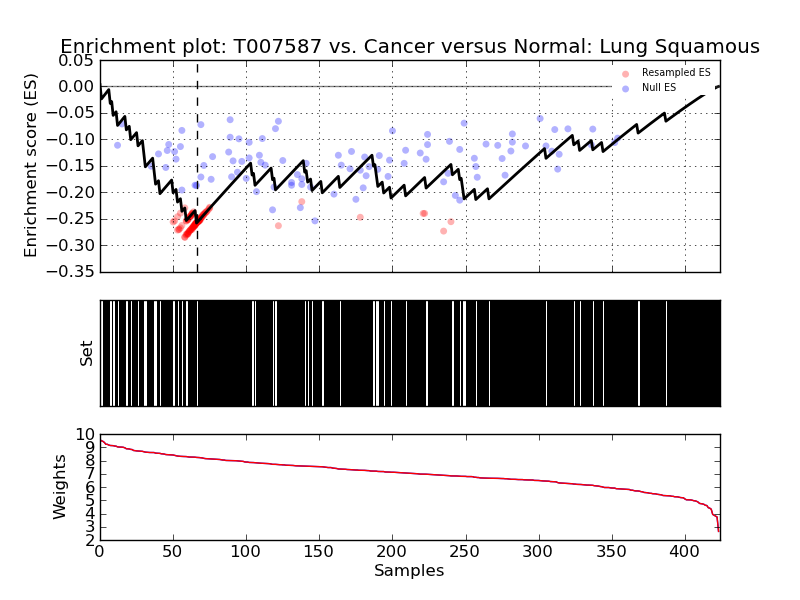 Enrichment plot: T007587 vs. Cancer versus Normal: Lung Squamous
Enrichment score (ES)
0.05
0.00
−0.05
−0.10
−0.15
−0.20
−0.25
−0.30
−0.35
Resampled ES
Null ES
Set
Weights
10
9
8
7
6
5
4
3
2
0 50 100 150 200 250 300 350 400
Samples